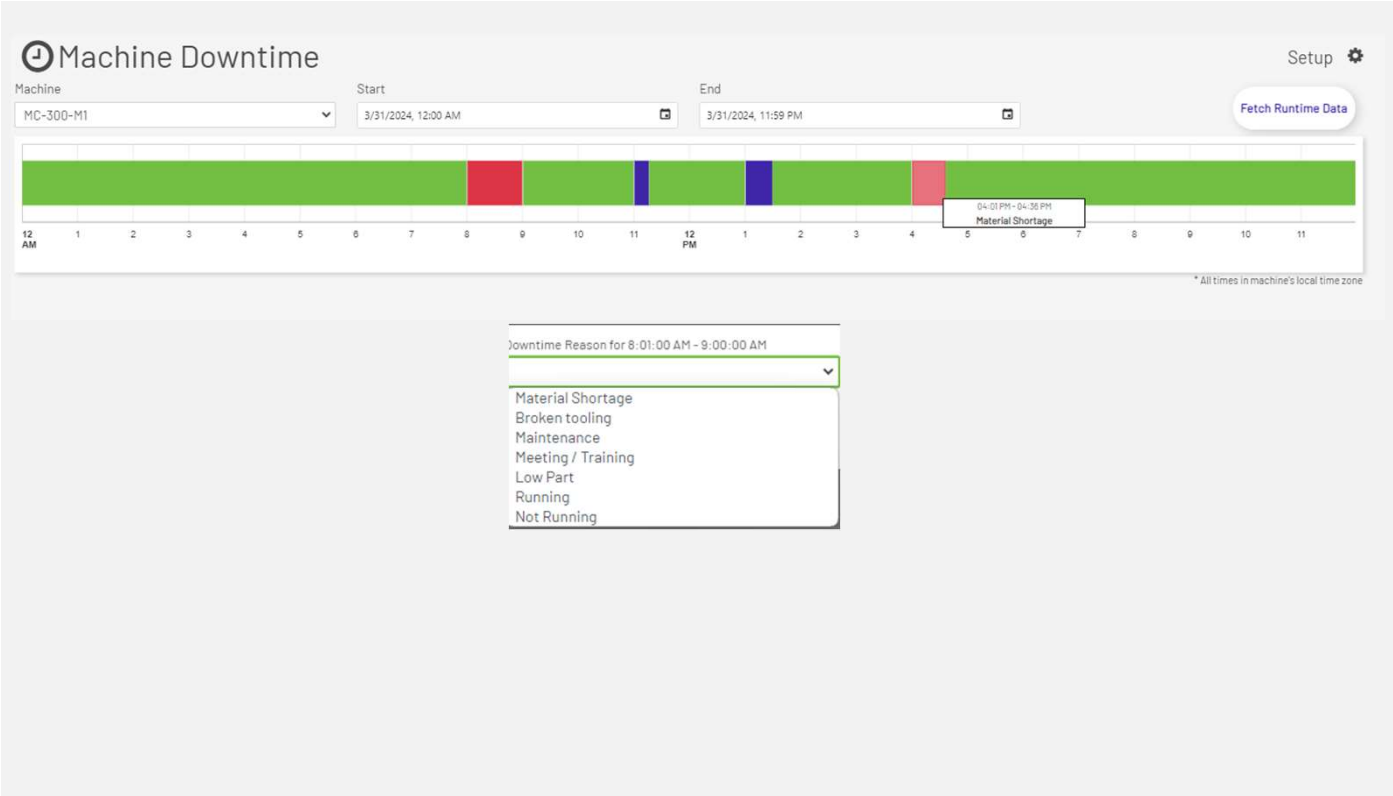 Machine Downtime
Setup
Machine
Start
End
MC-300-M1
3/31/2024, 12:00 AM
3/31/2024, 11:59 PM
Fetch Runtime Data
04:01 PM - 04:36 PM
Material Shortage
12 1 2 3 4 5 6 7 8 9 10 11 12 1 2 3 4 5 6 7 8 9 10 11
AM PM
* All times in machine's local time zone
Downtime Reason for 8:01:00 AM - 9:00:00 AM
Material Shortage
Broken tooling
Maintenance
Meeting / Training
Low Part
Running
Not Running